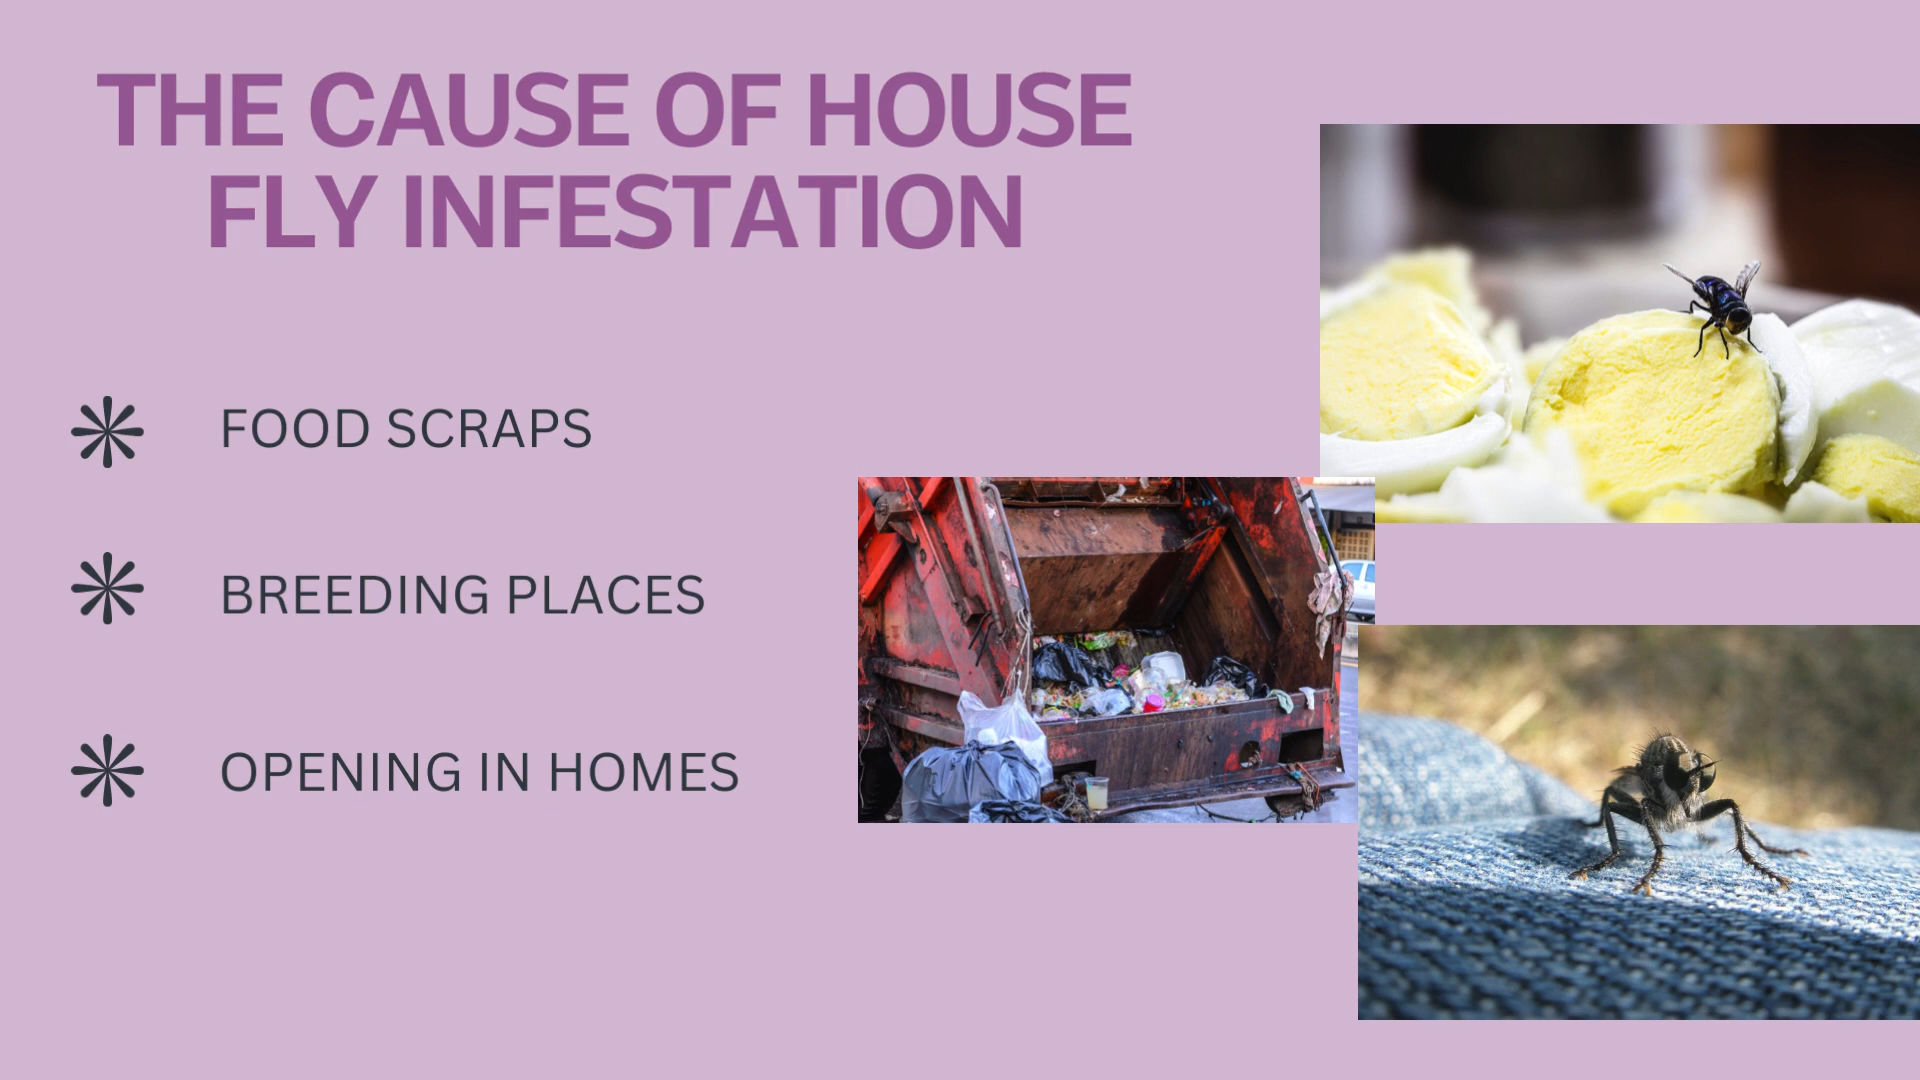 THE CAUSE OF HOUSE
FLY INFESTATION
FOOD SCRAPS
BREEDING PLACES
OPENING IN HOMES